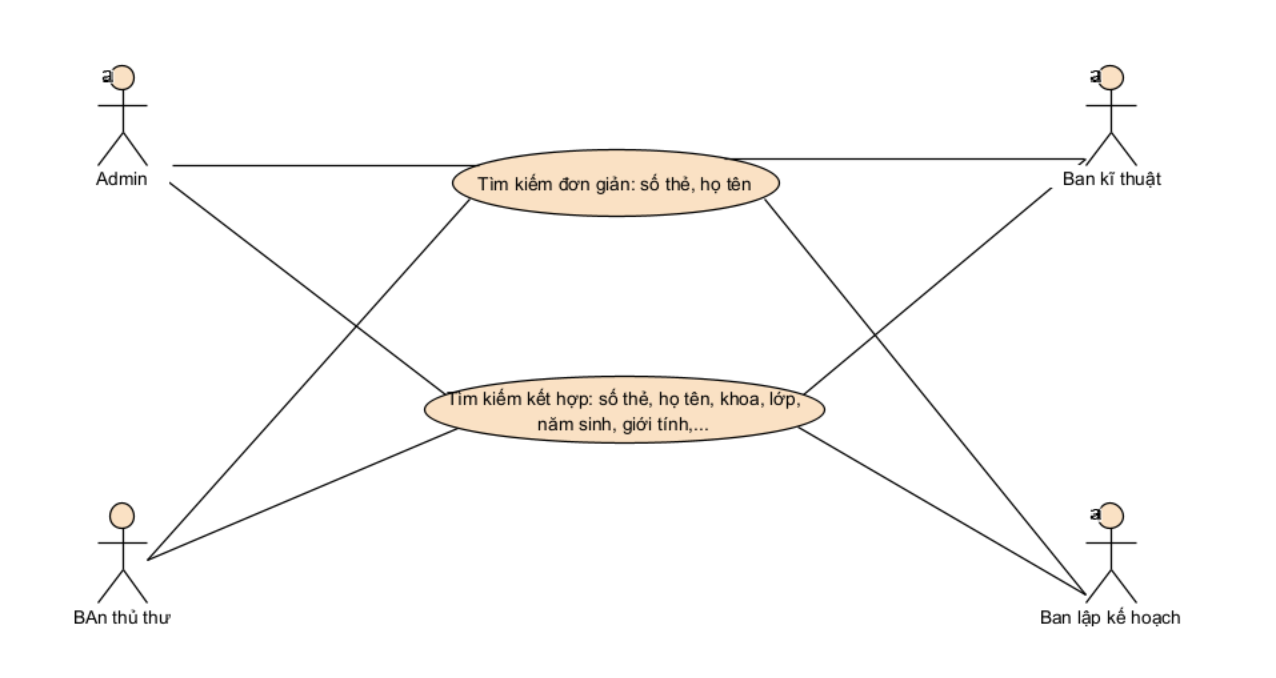 a
a
Admin
Ban kĩ thuật
Tìm kiếm đơn giản: số thẻ, họ tên
Tìm kiếm kết hợp: số thẻ, họ tên, khoa, lớp,
năm sinh, giới tính,...
a
BAn thủ thư
Ban lập kế hoạch